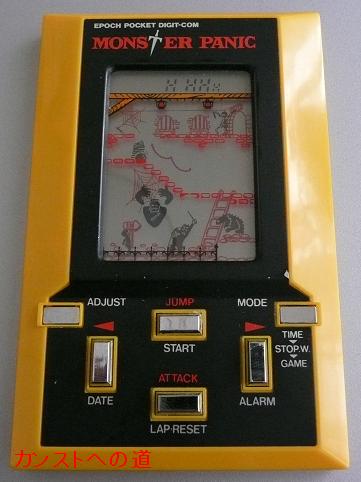 EPOCH POCKET DIGIT-COM
MONSTER PANIC
ADJUST
JUMP
MODE
START
TIME
STOP.W.
GAME
DATE
ATTACK
ALARM
LAP·RESET
カンストへの道